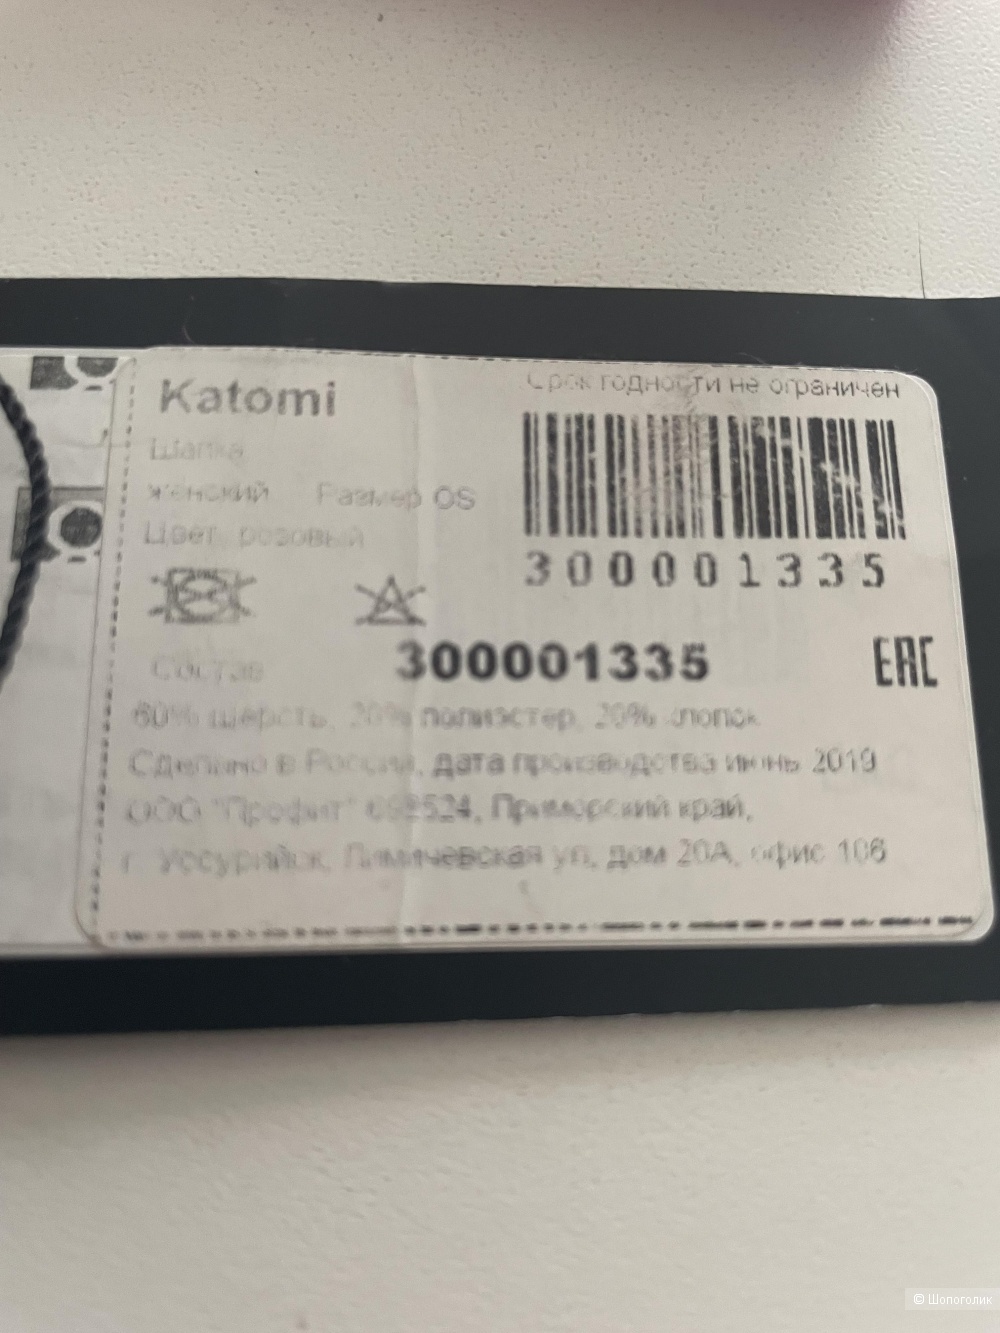 Katomi
Срок годности не ограничен
Шапка
женский Размер OS
Цвет розовый
300001335
Состав 300001335 EAC
60% шерсть, 20% полиэстер, 20% хлопок
Сделано в России, дата производства июнь 2019
ООО "Профит" Приморский край,
г. Уссурийск, ул, дом 20А, офис 106
© Шопоголик